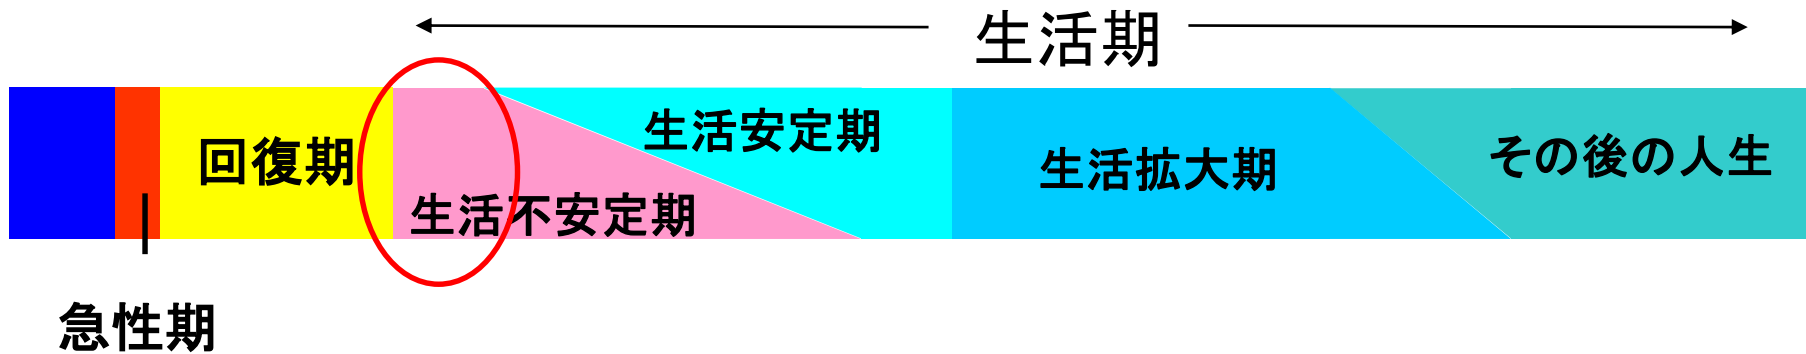 生活期
回復期
生活不安定期
生活安定期
生活拡大期
その後の人生
急性期